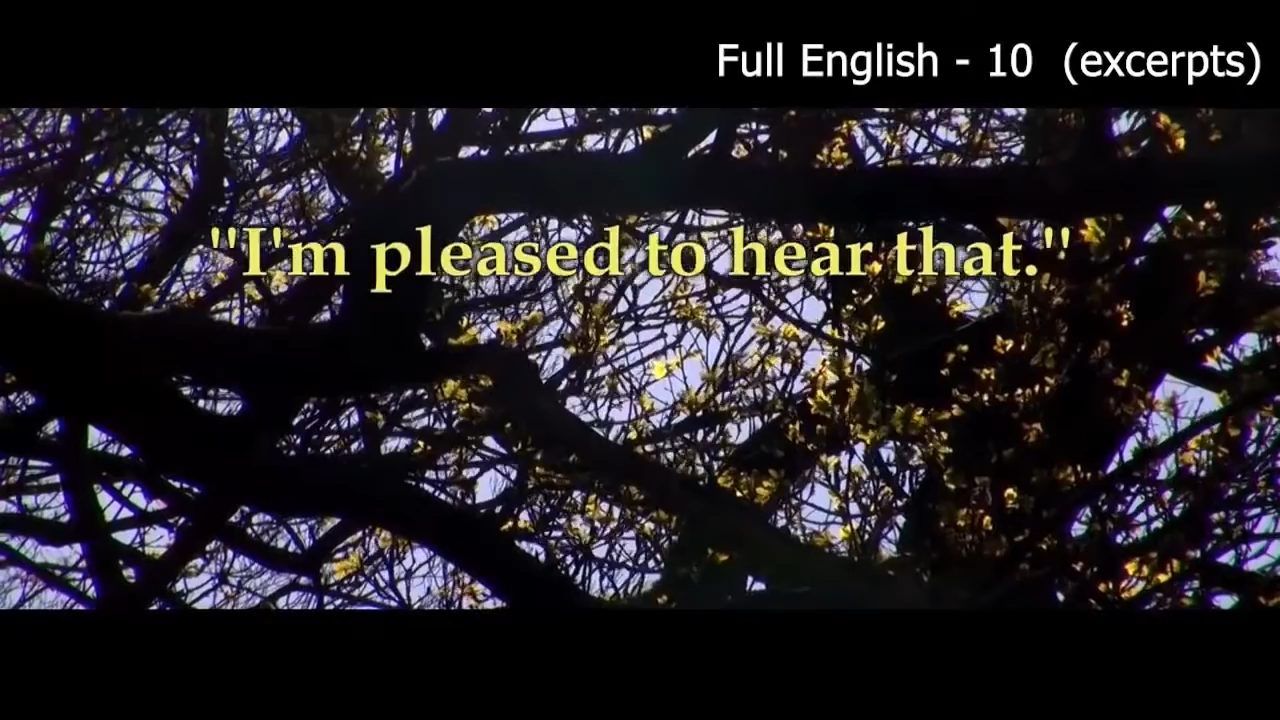 Full English - 10  (excerpts)
"I'm pleased to hear that."